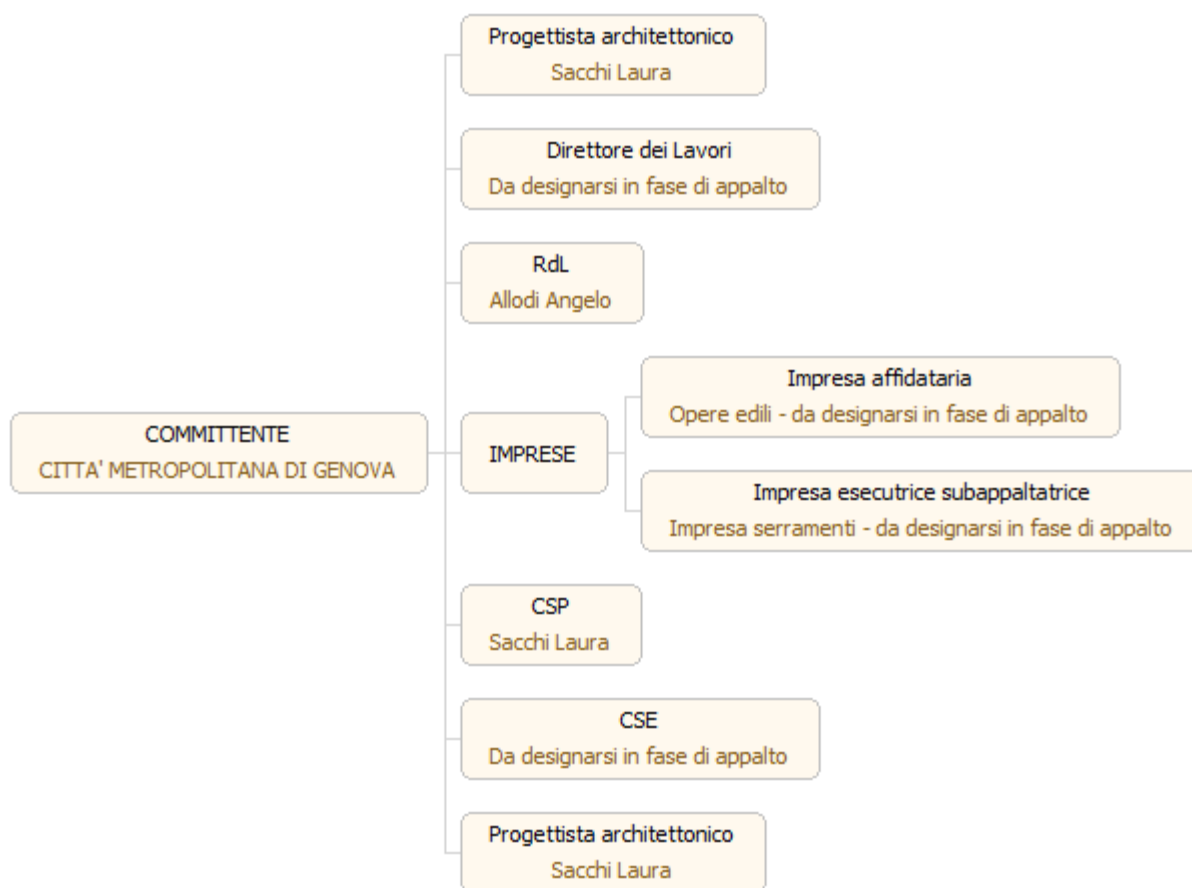 Progettista architettonico
Sacchi Laura
Direttore dei Lavori
Da designarsi in fase di appalto
RdL
Allodi Angelo
COMMITTENTE
CITTA' METROPOLITANA DI GENOVA
IMPRESE
Impresa affidataria
Opere edili - da designarsi in fase di appalto
Impresa esecutrice subappaltatrice
Impresa serramenti - da designarsi in fase di appalto
CSP
Sacchi Laura
CSE
Da designarsi in fase di appalto
Progettista architettonico
Sacchi Laura